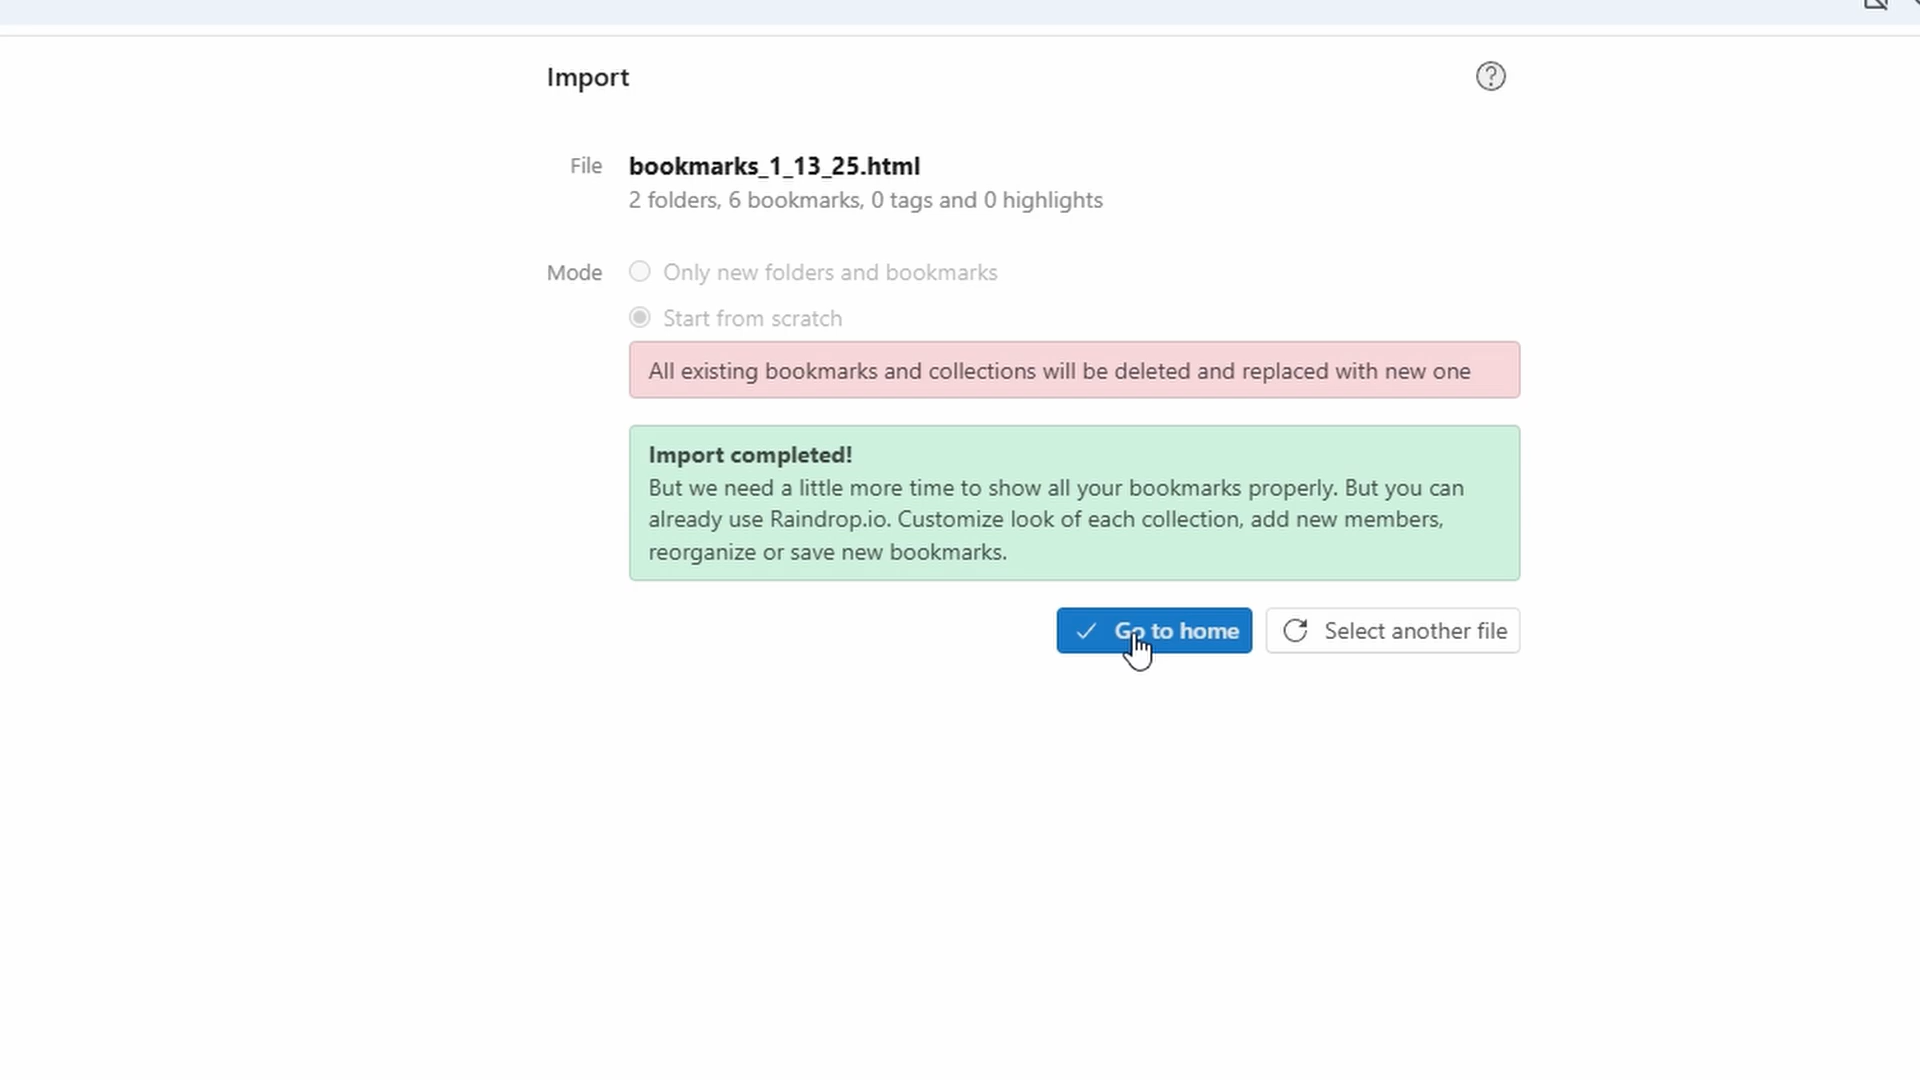 Import
File bookmarks_1_13_25.html
2 folders, 6 bookmarks, 0 tags and 0 highlights
Mode Only new folders and bookmarks
Start from scratch
All existing bookmarks and collections will be deleted and replaced with new one
Import completed!
But we need a little more time to show all your bookmarks properly. But you can
already use Raindrop.io. Customize look of each collection, add new members,
reorganize or save new bookmarks.
Go to home Select another file